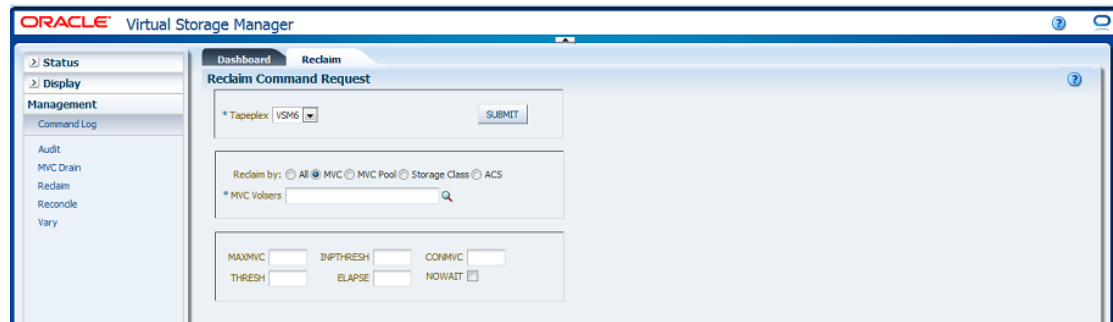 ORACLE Virtual Storage Manager
Status
Display
Management
Command Log
Audit
MVC Drain
Reclaim
Reconcile
Vary
Dashboard Reclaim
Reclaim Command Request
* Tapeplex VSM6 SUBMIT
Reclaim by: All MVC MVC Pool Storage Class ACS
* MVC Volsers
MAXMVC INPTHRESH CONMVC
THRESH ELAPSE NOWAIT